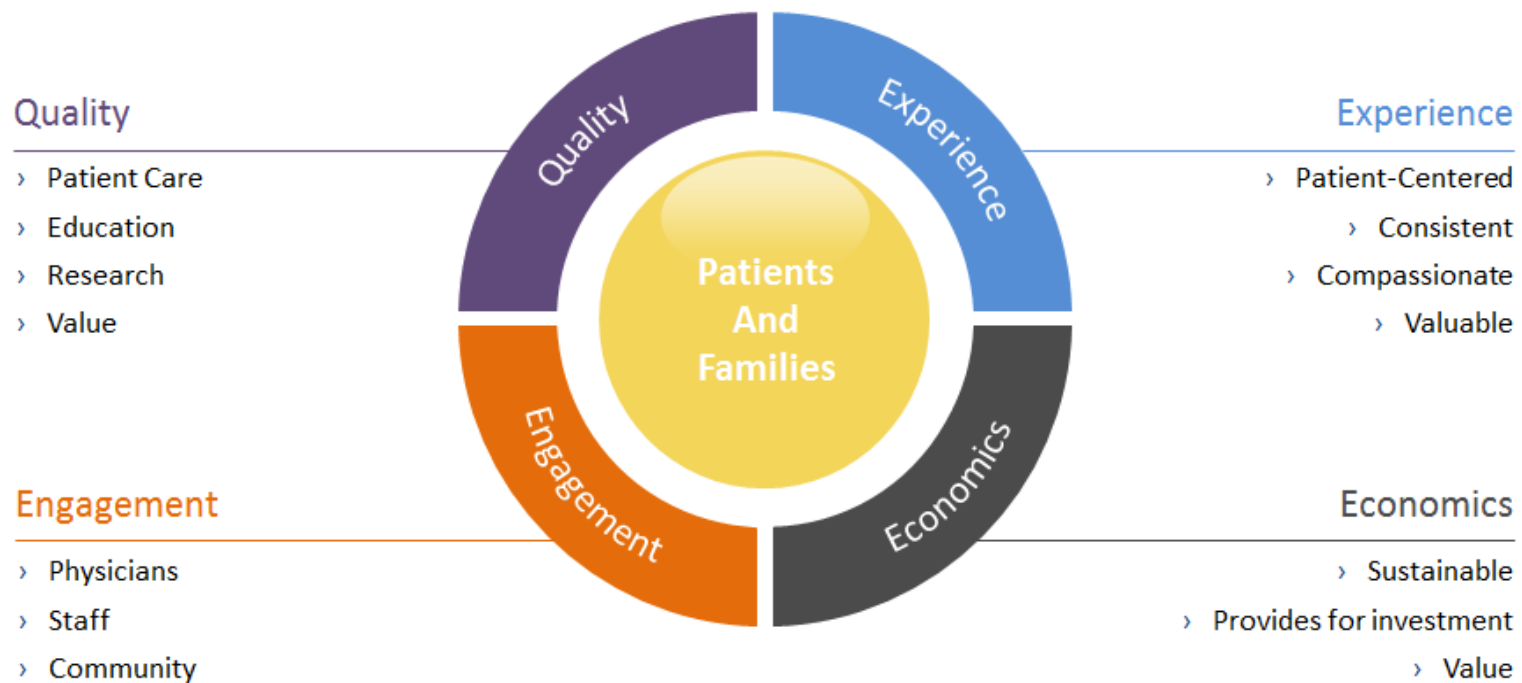 Quality
› Patient Care
› Education
› Research
› Value
Quality
Experience
Patients
And
Families
Engagement
Economics
Experience
› Patient-Centered
› Consistent
› Compassionate
› Valuable
Engagement
› Physicians
› Staff
› Community
Economics
› Sustainable
› Provides for investment
› Value